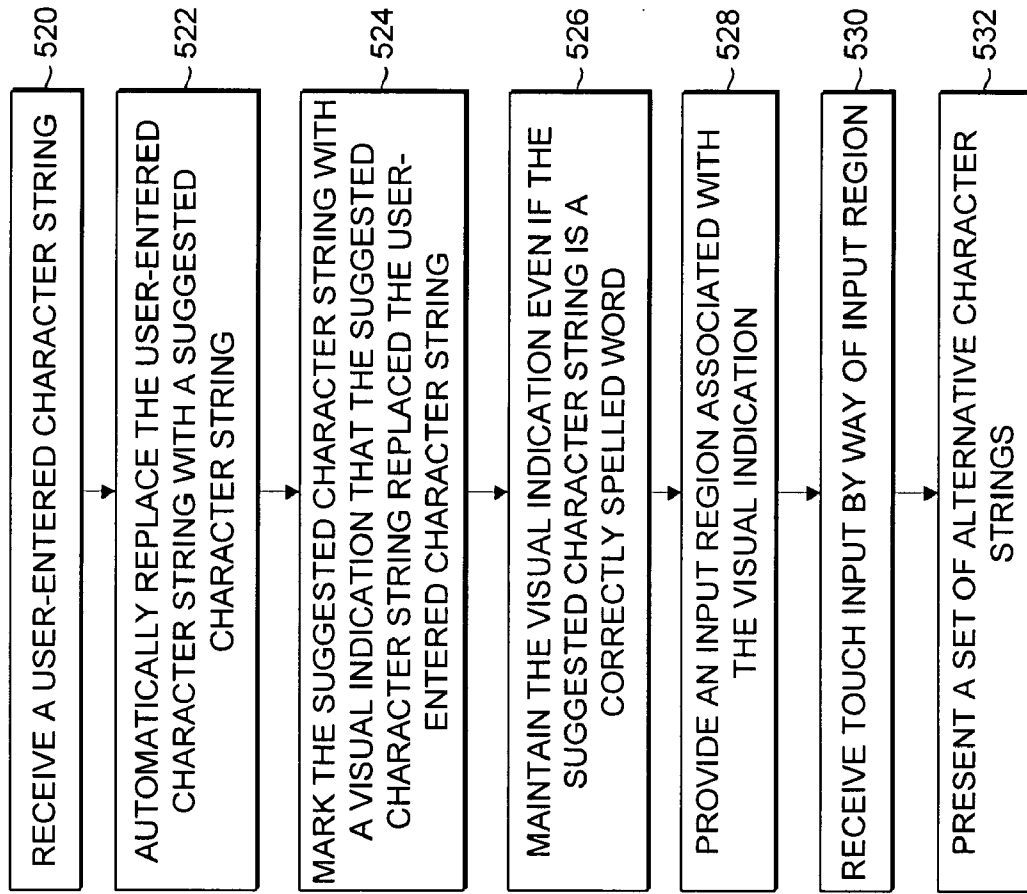 RECEIVE A USER-ENTERED CHARACTER STRING
520
AUTOMATICALLY REPLACE THE USER-ENTERED
CHARACTER STRING WITH A SUGGESTED
CHARACTER STRING
522
MARK THE SUGGESTED CHARACTER STRING WITH
A VISUAL INDICATION THAT THE SUGGESTED
CHARACTER STRING REPLACED THE USER-
ENTERED CHARACTER STRING
524
MAINTAIN THE VISUAL INDICATION EVEN IF THE
SUGGESTED CHARACTER STRING IS A
CORRECTLY SPELLED WORD
526
PROVIDE AN INPUT REGION ASSOCIATED WITH
THE VISUAL INDICATION
528
RECEIVE TOUCH INPUT BY WAY OF INPUT REGION
530
PRESENT A SET OF ALTERNATIVE CHARACTER
STRINGS
532